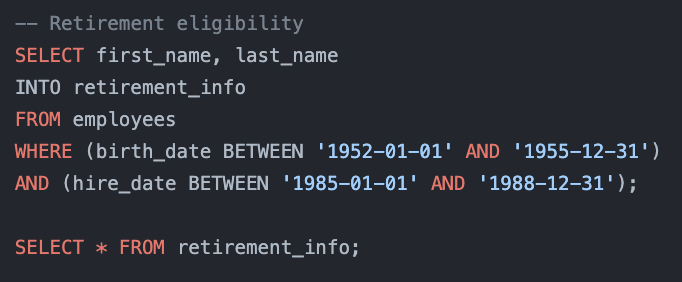 -- Retirement eligibility
SELECT first_name, last_name
INTO retirement_info
FROM employees
WHERE (birth_date BETWEEN '1952-01-01' AND '1955-12-31')
AND (hire_date BETWEEN '1985-01-01' AND '1988-12-31');
SELECT * FROM retirement_info;